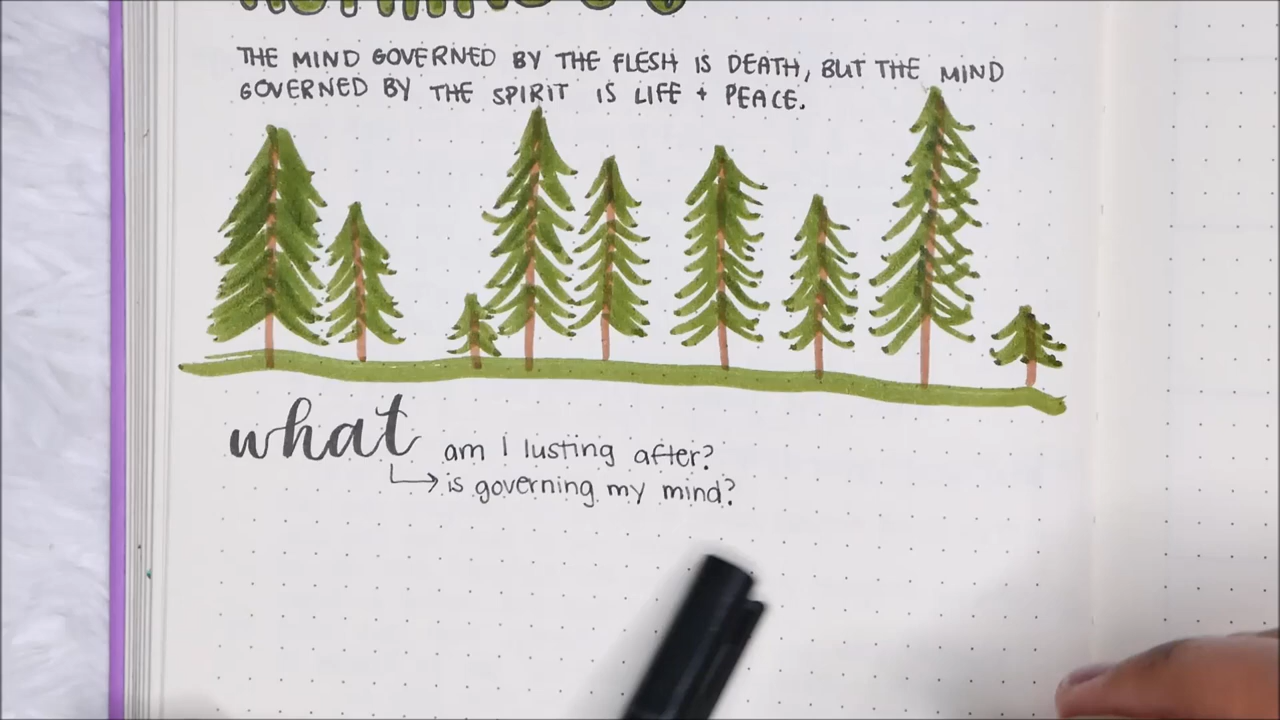 THE MIND GOVERNED BY THE FLESH IS DEATH, BUT THE MIND
GOVERNED BY THE SPIRIT IS LIFE + PEACE.
what am I lusting after?
is governing my mind?